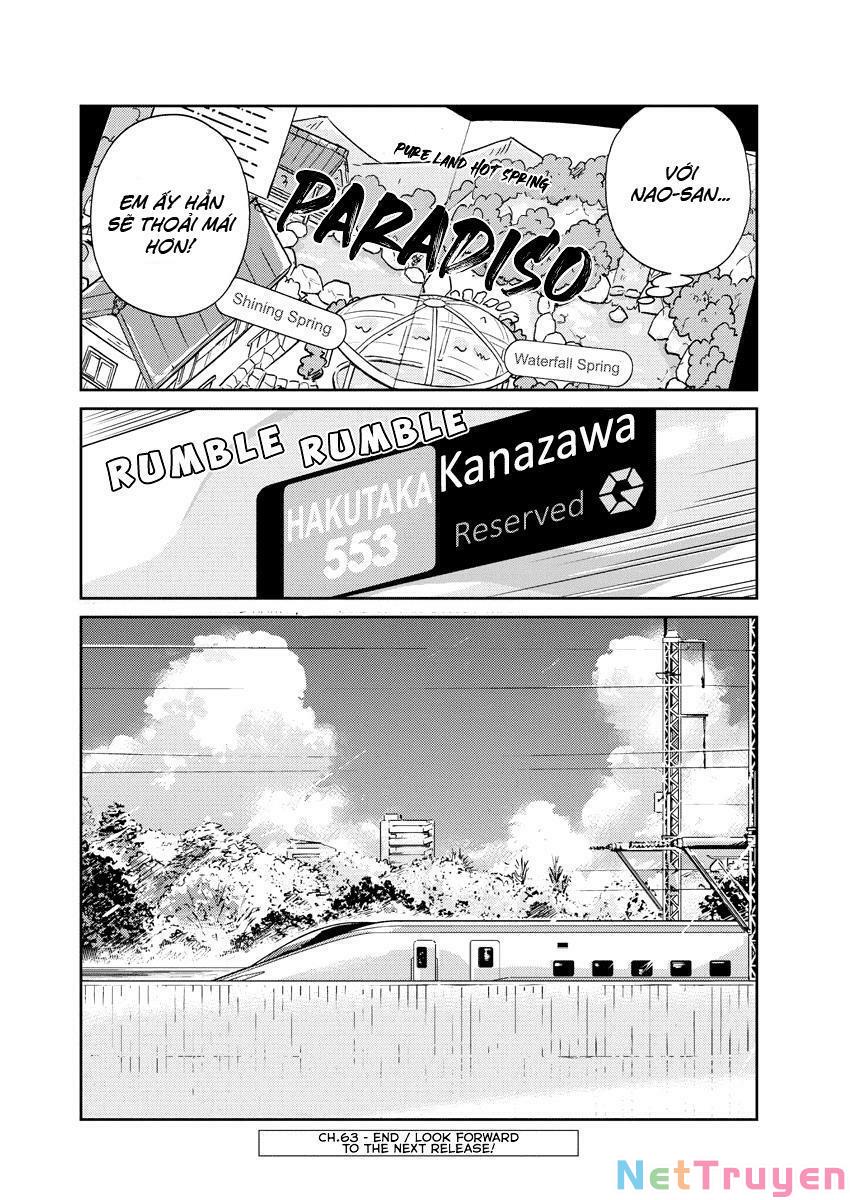 VỚI
NAO-SAN...
PURE LAND HOT SPRING
PARADISO
EM ẤY HẲN
SẼ THOẢI MÁI
HƠN!
Shining Spring
Waterfall Spring
RUMBLE RUMBLE
HAKUTAKA
553
Kanazawa
Reserved
CH.63 - END / LOOK FORWARD
TO THE NEXT RELEASE!
NetTruyen